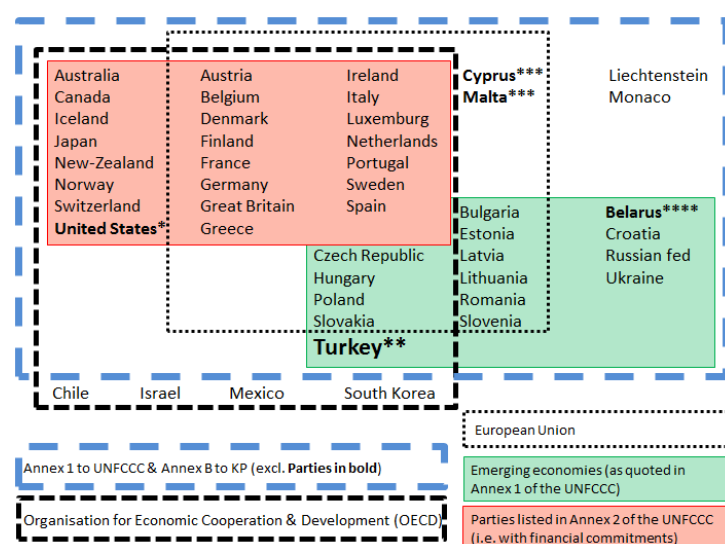 Australia Austria Ireland Cyprus*** Liechtenstein
Canada Belgium Italy Malta*** Monaco
Iceland Denmark Luxemburg
Japan Finland Netherlands
New-Zealand France Portugal
Norway Germany Sweden
Switzerland Great Britain Spain Bulgaria Belarus****
United States* Greece Estonia Croatia
Czech Republic Latvia Russian fed
Hungary Lithuania Ukraine
Poland Romania
Slovakia Slovenia
Turkey**
Chile Israel Mexico South Korea
European Union
Annex 1 to UNFCCC & Annex B to KP (excl. Parties in bold)
Emerging economies (as quoted in
Annex 1 of the UNFCCC)
Organisation for Economic Cooperation & Development (OECD)
Parties listed in Annex 2 of the UNFCCC
(i.e. with financial commitments)